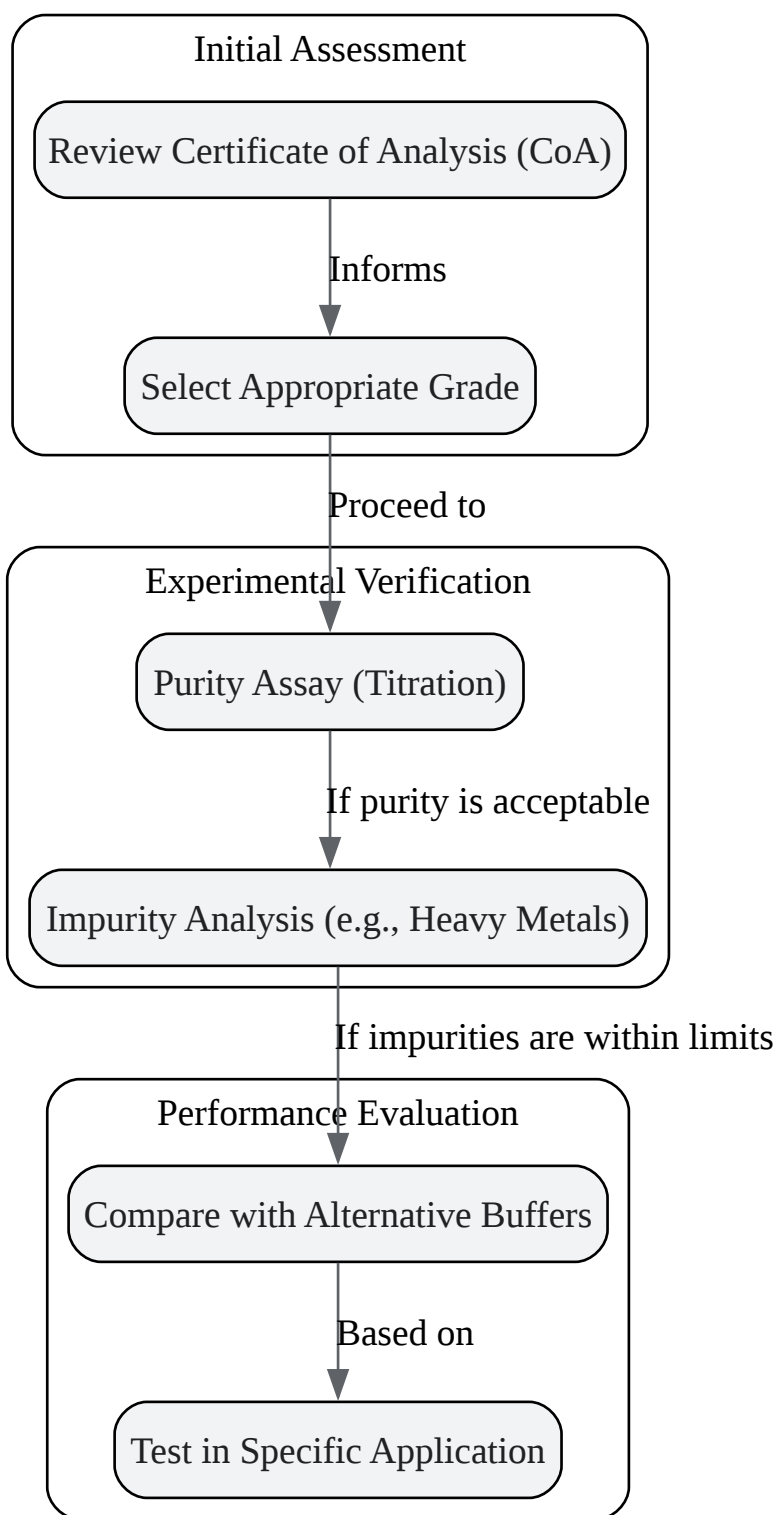 Initial Assessment
Review Certificate of Analysis (CoA)
Informs
Select Appropriate Grade
Proceed to
Experimental Verification
Purity Assay (Titration)
If purity is acceptable
Impurity Analysis (e.g., Heavy Metals)
If impurities are within limits
Performance Evaluation
Compare with Alternative Buffers
Based on
Test in Specific Application